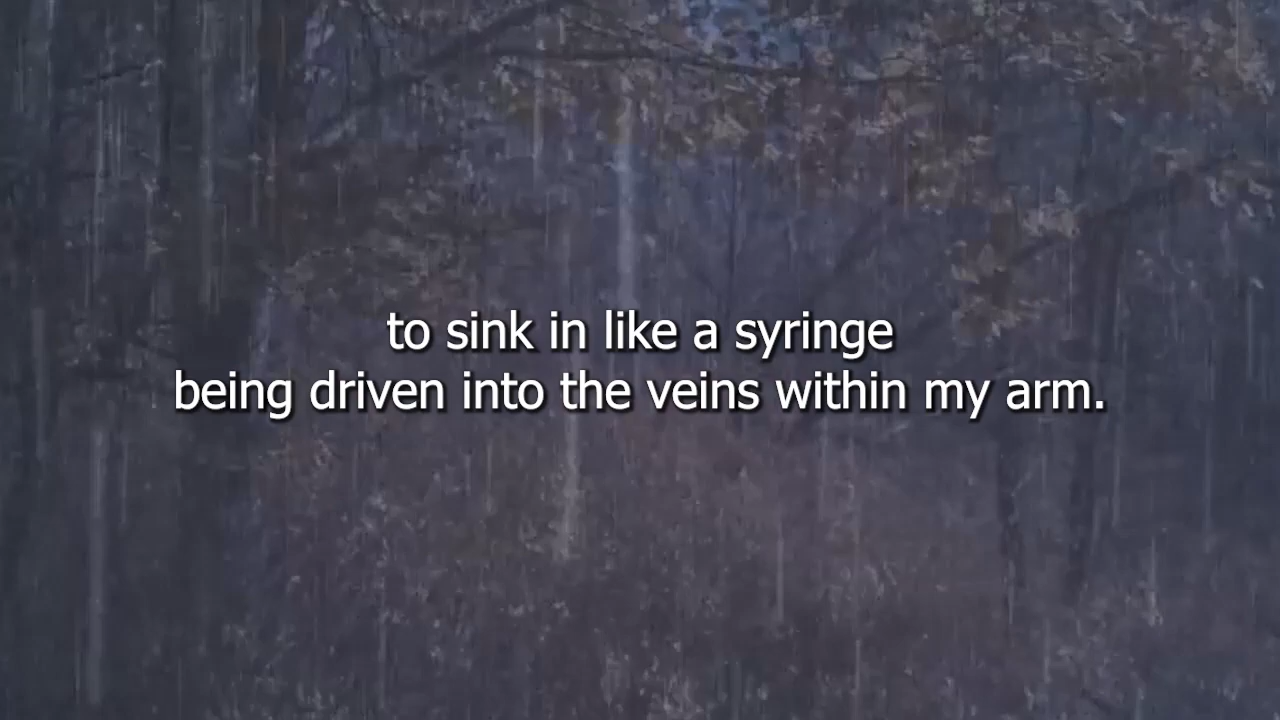 to sink in like a syringe
being driven into the veins within my arm.